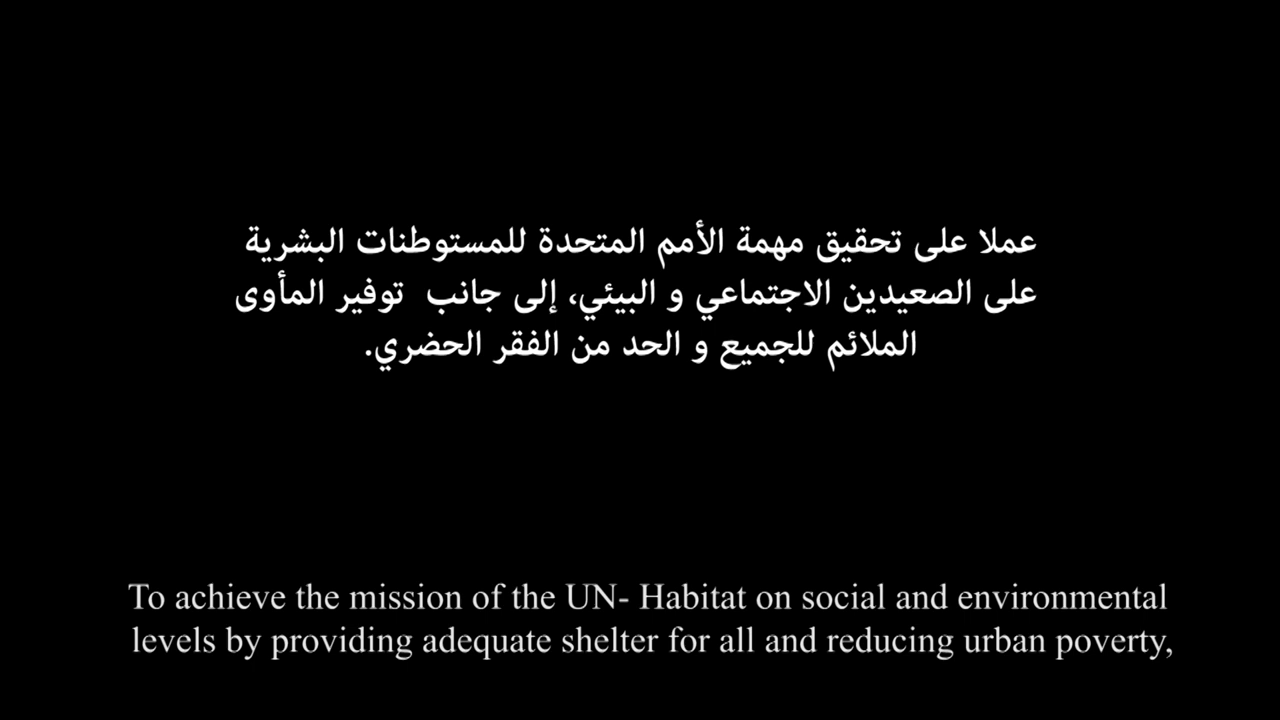 عملا على تحقيق مهمة الأمم المتحدة للمستوطنات البشرية
على الصعيدين الاجتماعي و البيئي، إلى جانب توفير المأوى
الملائم للجميع و الحد من الفقر الحضري.
To achieve the mission of the UN- Habitat on social and environmental
levels by providing adequate shelter for all and reducing urban poverty,